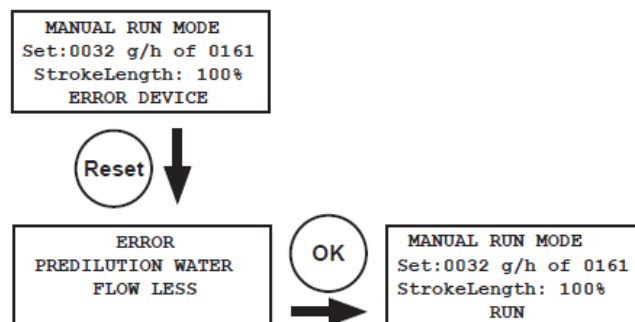 MANUAL RUN MODE
Set:0032 g/h of 0161
StrokeLength: 100%
ERROR DEVICE
Reset
ERROR
PREDILUTION WATER
FLOW LESS
OK
MANUAL RUN MODE
Set:0032 g/h of 0161
StrokeLength: 100%
RUN